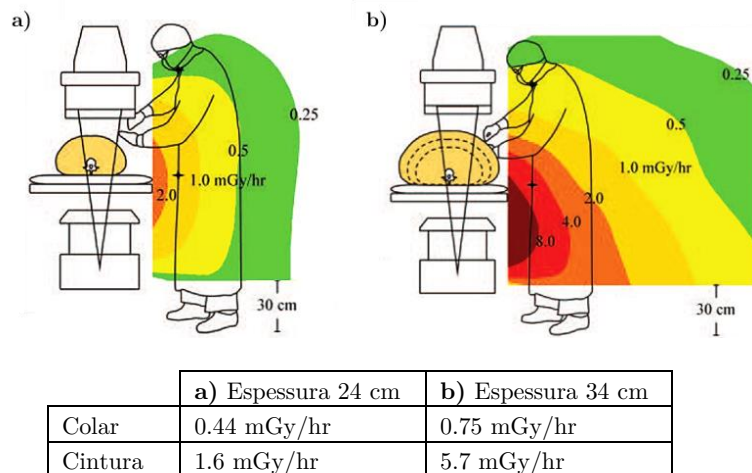 a)
0.25
0.5
1.0 mGy/hr
2.0
30 cm
b)
0.25
0.5
1.0 mGy/hr
2.0
4.0
8.0
30 cm
a) Espessura 24 cm b) Espessura 34 cm
Colar 0.44 mGy/hr 0.75 mGy/hr
Cintura 1.6 mGy/hr 5.7 mGy/hr